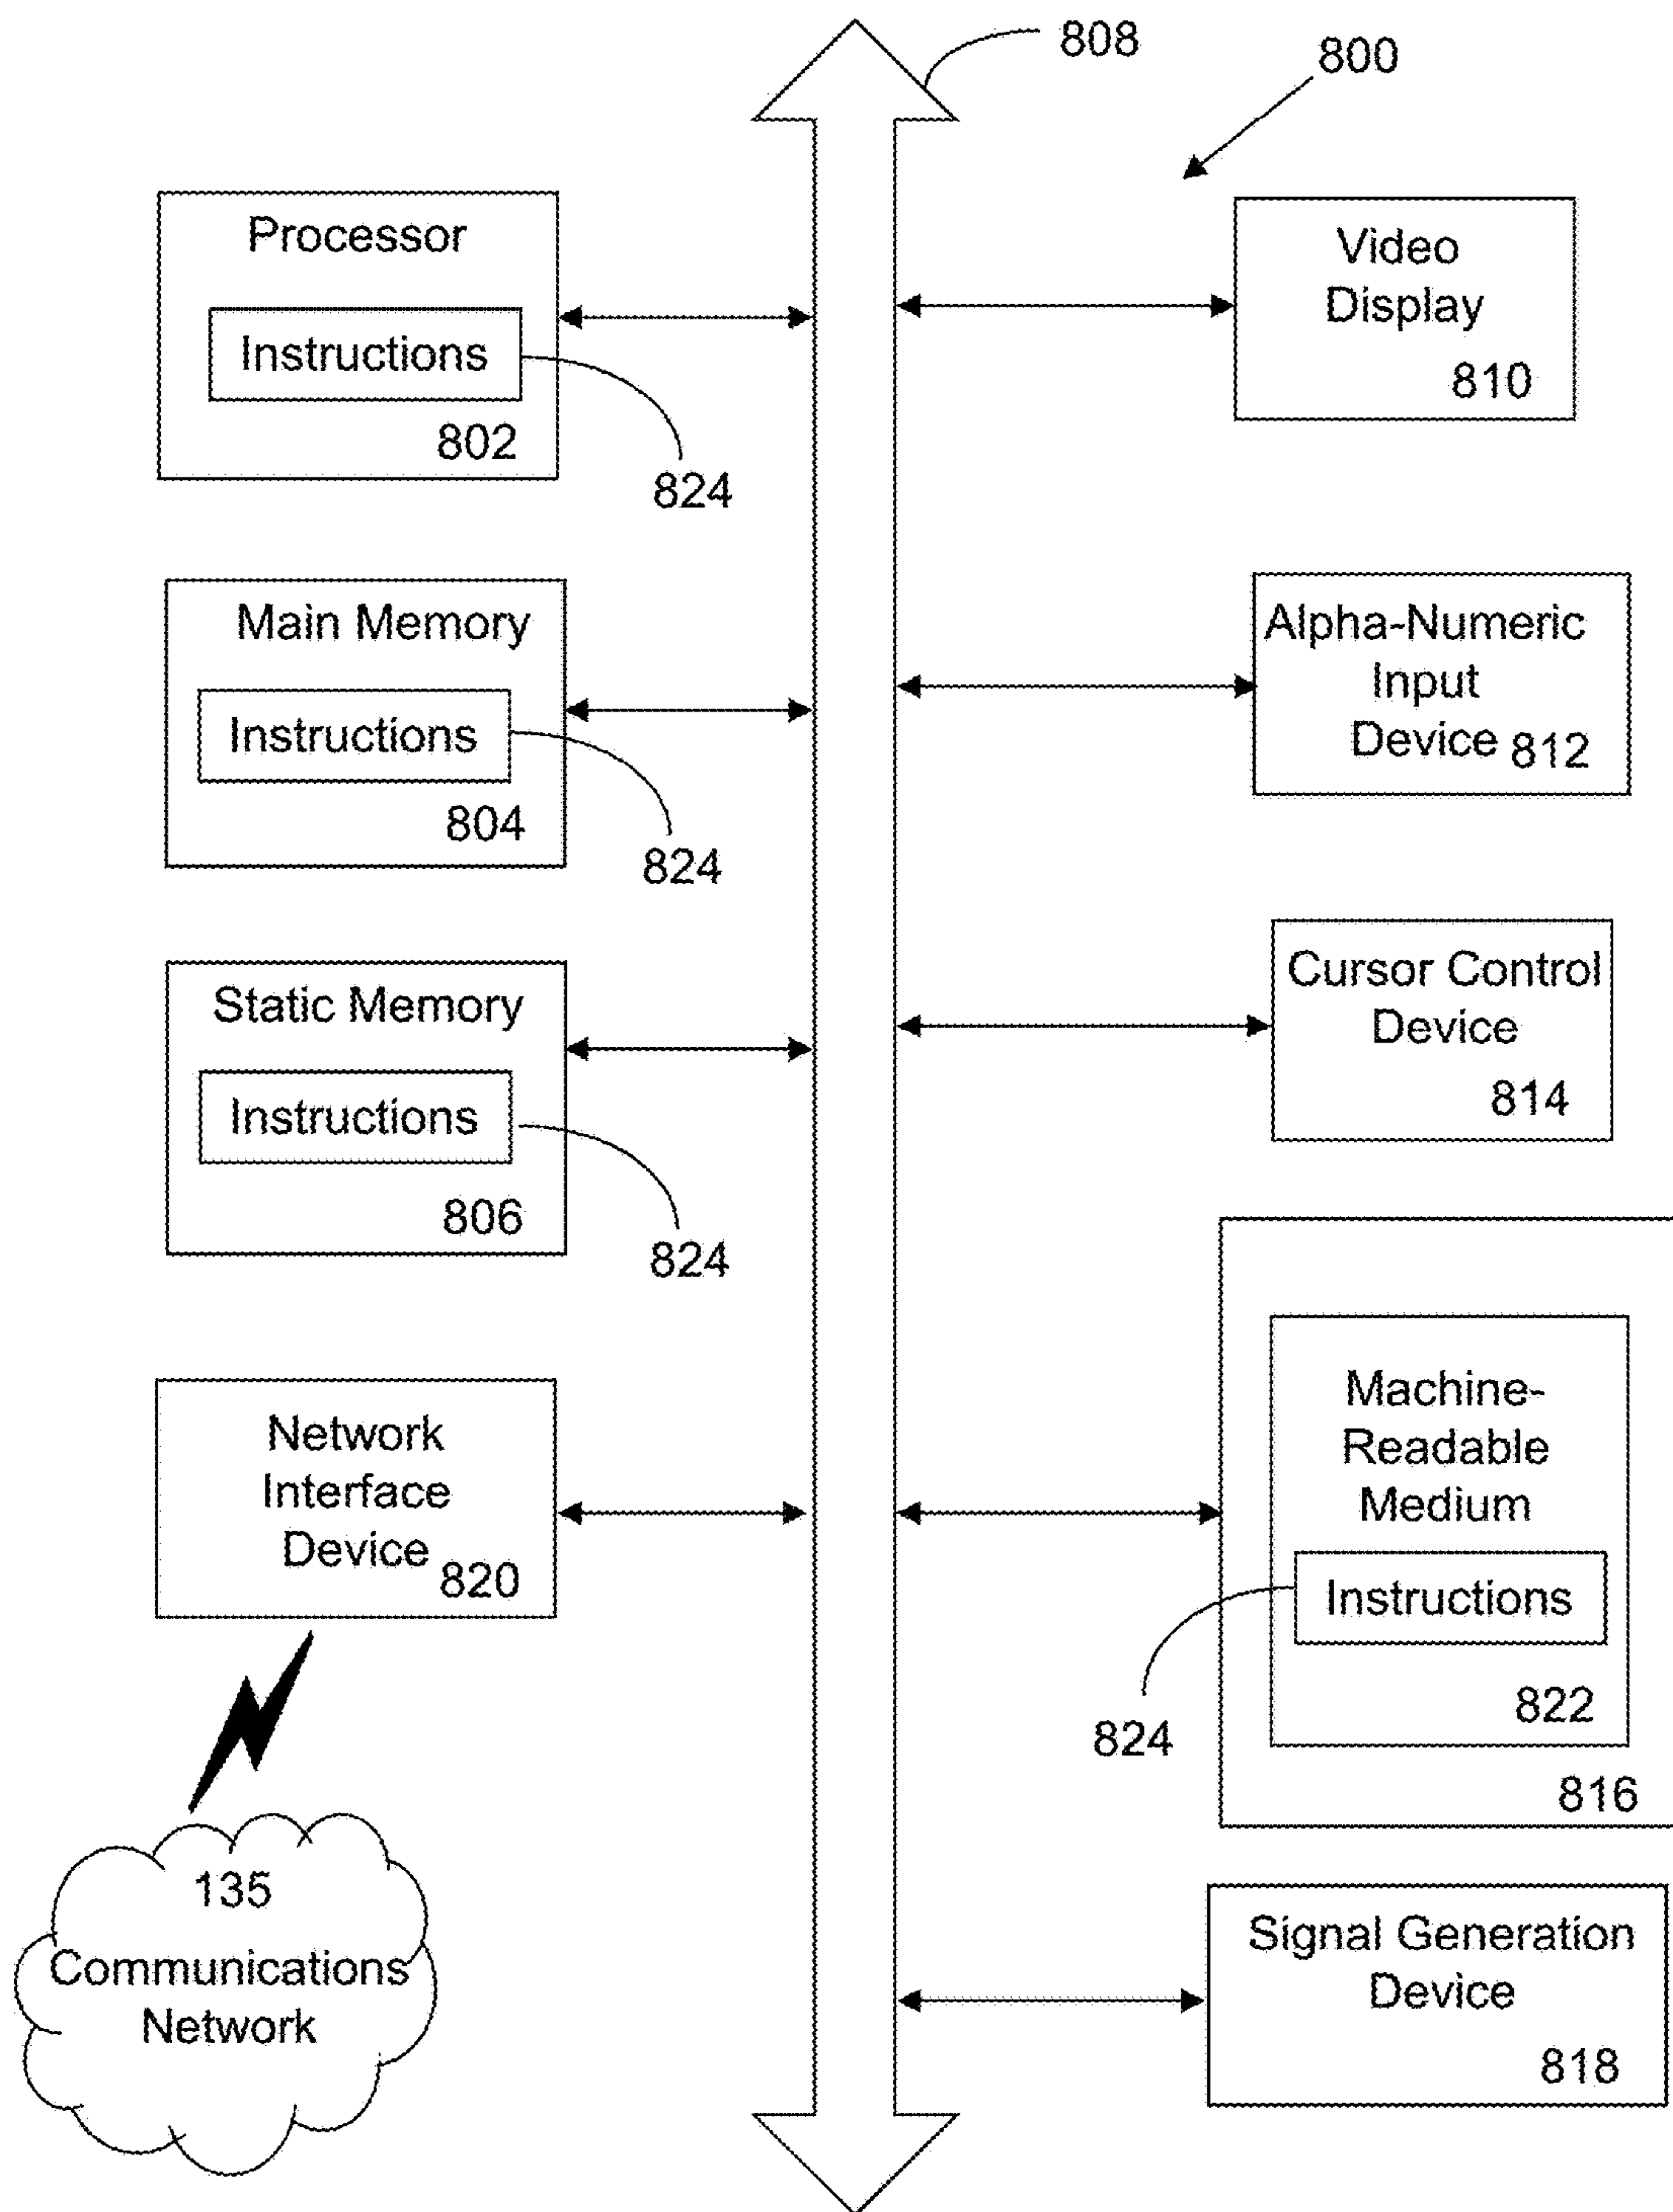 808
800
Processor
Instructions
802
824
Video
Display
810
Main Memory
Instructions
804
824
Alpha-Numeric
Input
Device 812
Static Memory
Instructions
806
824
Cursor Control
Device
814
Network
Interface
Device 820
Machine-
Readable
Medium
Instructions
822
824
816
135
Communications
Network
Signal Generation
Device
818